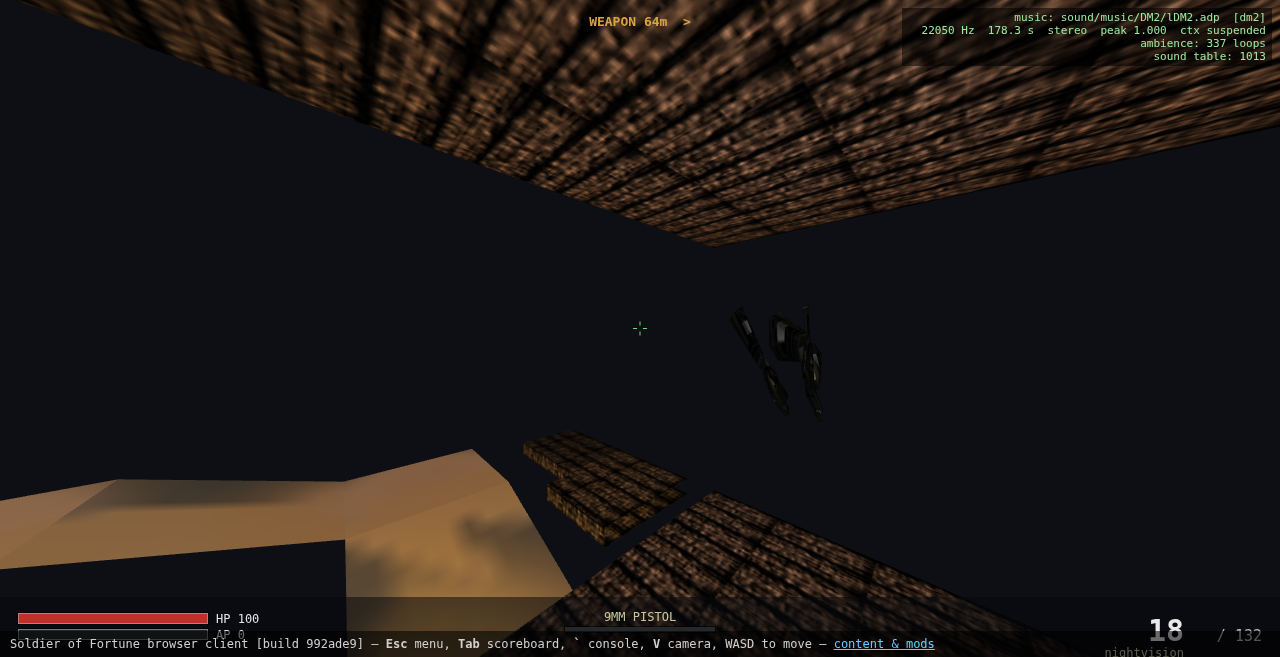 WEAPON 64m  >
music: sound/music/DM2/lDM2.adp  [dm2]
22050 Hz  178.3 s  stereo  peak 1.000  ctx suspended
ambience: 337 loops
sound table: 1013
HP 100
AP 0
9MM PISTOL
18 / 132
nightvision
Soldier of Fortune browser client [build 992ade9] — Esc menu, Tab scoreboard, ` console, V camera, WASD to move — content & mods